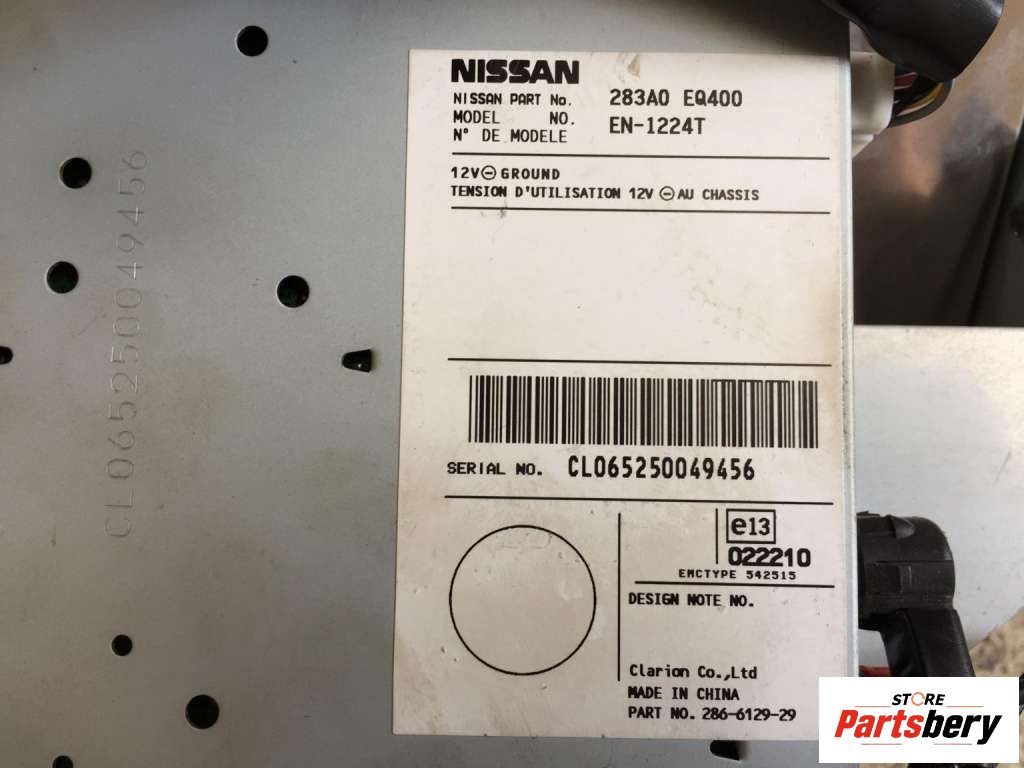 NISSAN
NISSAN PART No. 283A0 EQ400
MODEL NO. EN-1224T
N° DE MODELE
12V⊖GROUND
TENSION D'UTILISATION 12V ⊖ AU CHASSIS
SERIAL NO. CL065250049456
e13
022210
EMCTYPE 542515
DESIGN NOTE NO.
Clarion Co.,Ltd
MADE IN CHINA
PART NO. 286-6129-29
CL065250049456
STORE
Partsbery